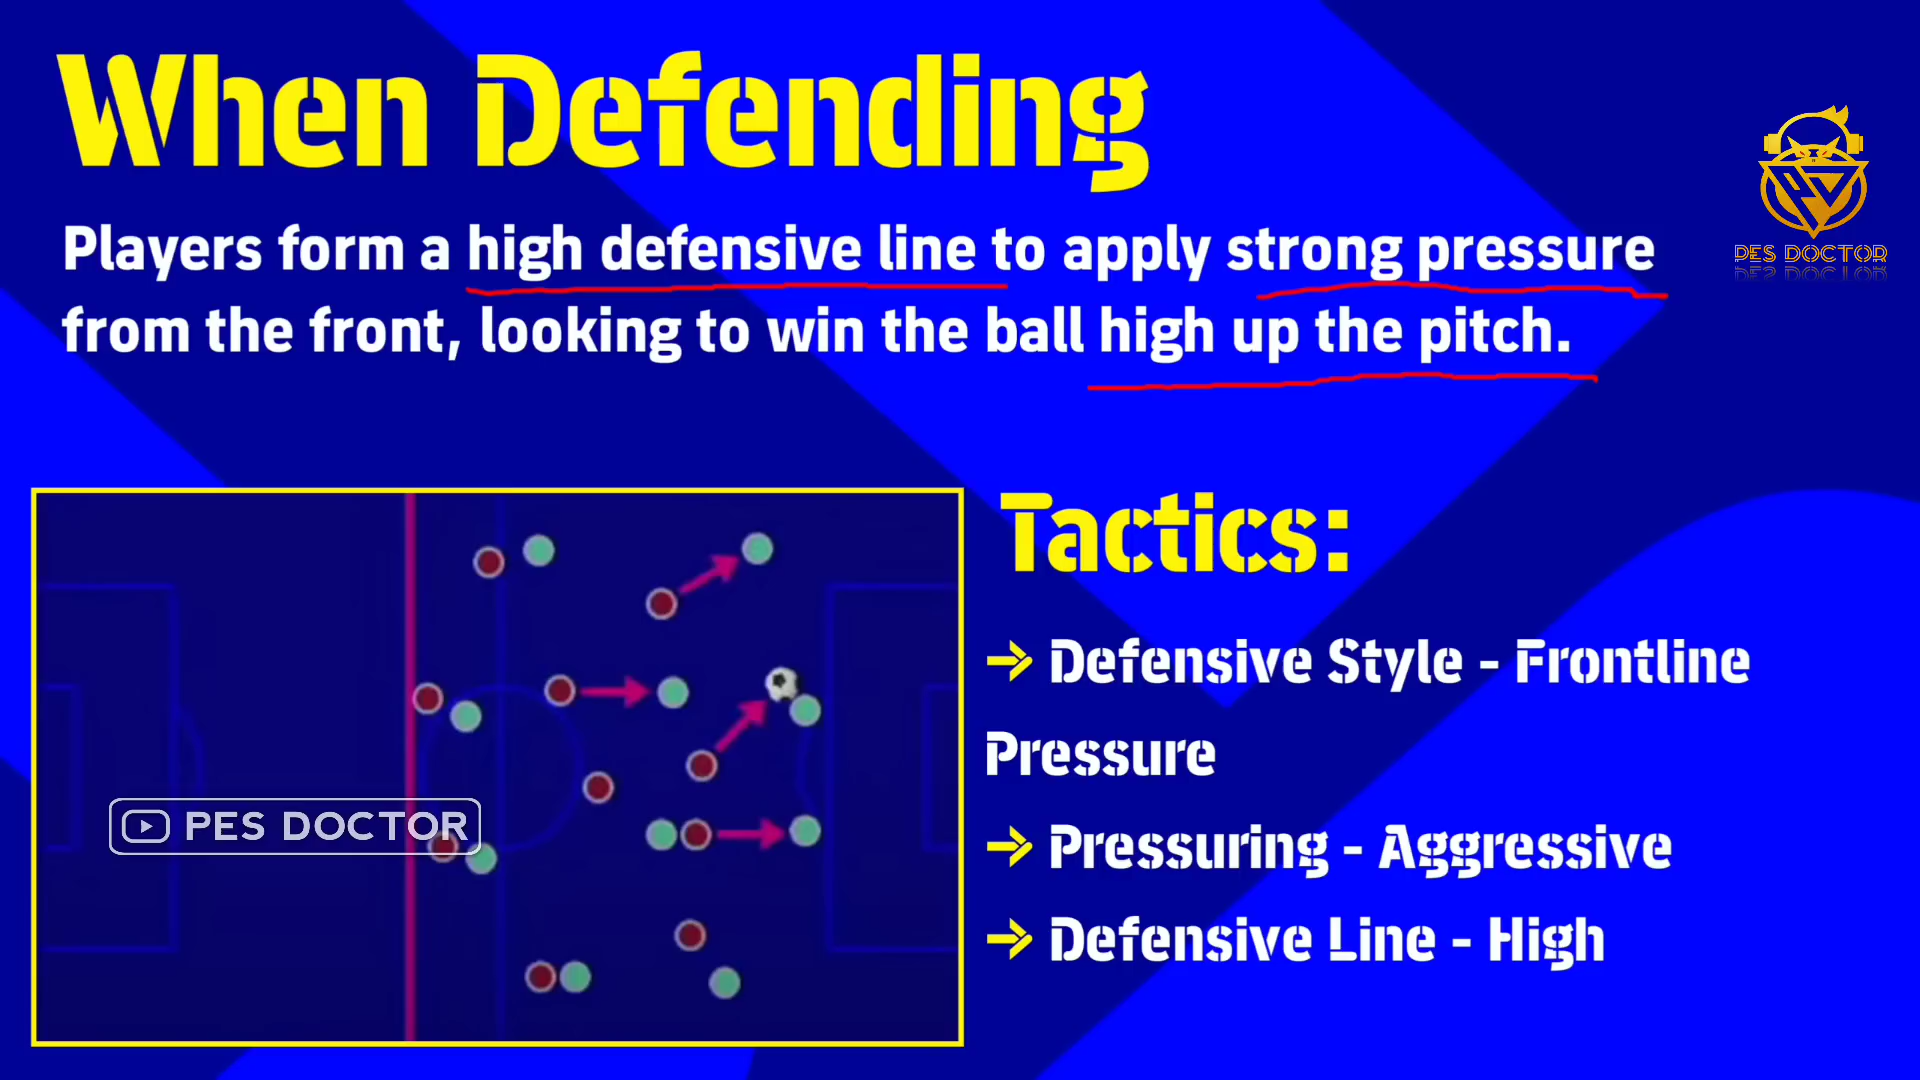 When Defending
Players form a high defensive line to apply strong pressure
from the front, looking to win the ball high up the pitch.
PES DOCTOR
PES DOCTOR
Tactics:
→ Defensive Style - Frontline
Pressure
→ Pressuring - Aggressive
→ Defensive Line - High